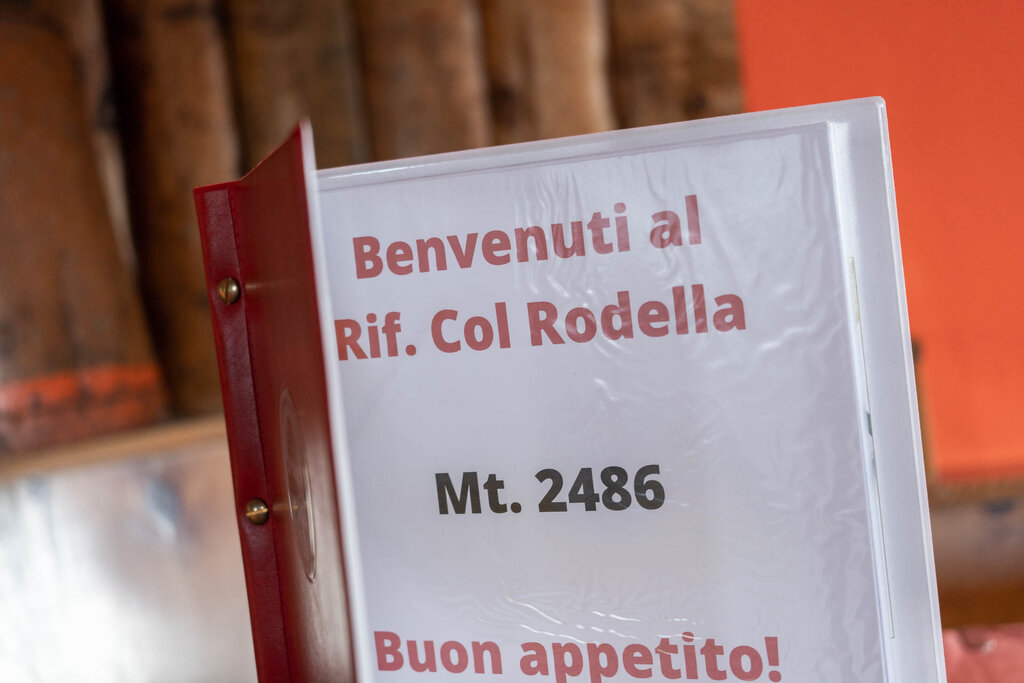 Benvenuti al
Rif. Col Rodella
Mt. 2486
Buon appetito!